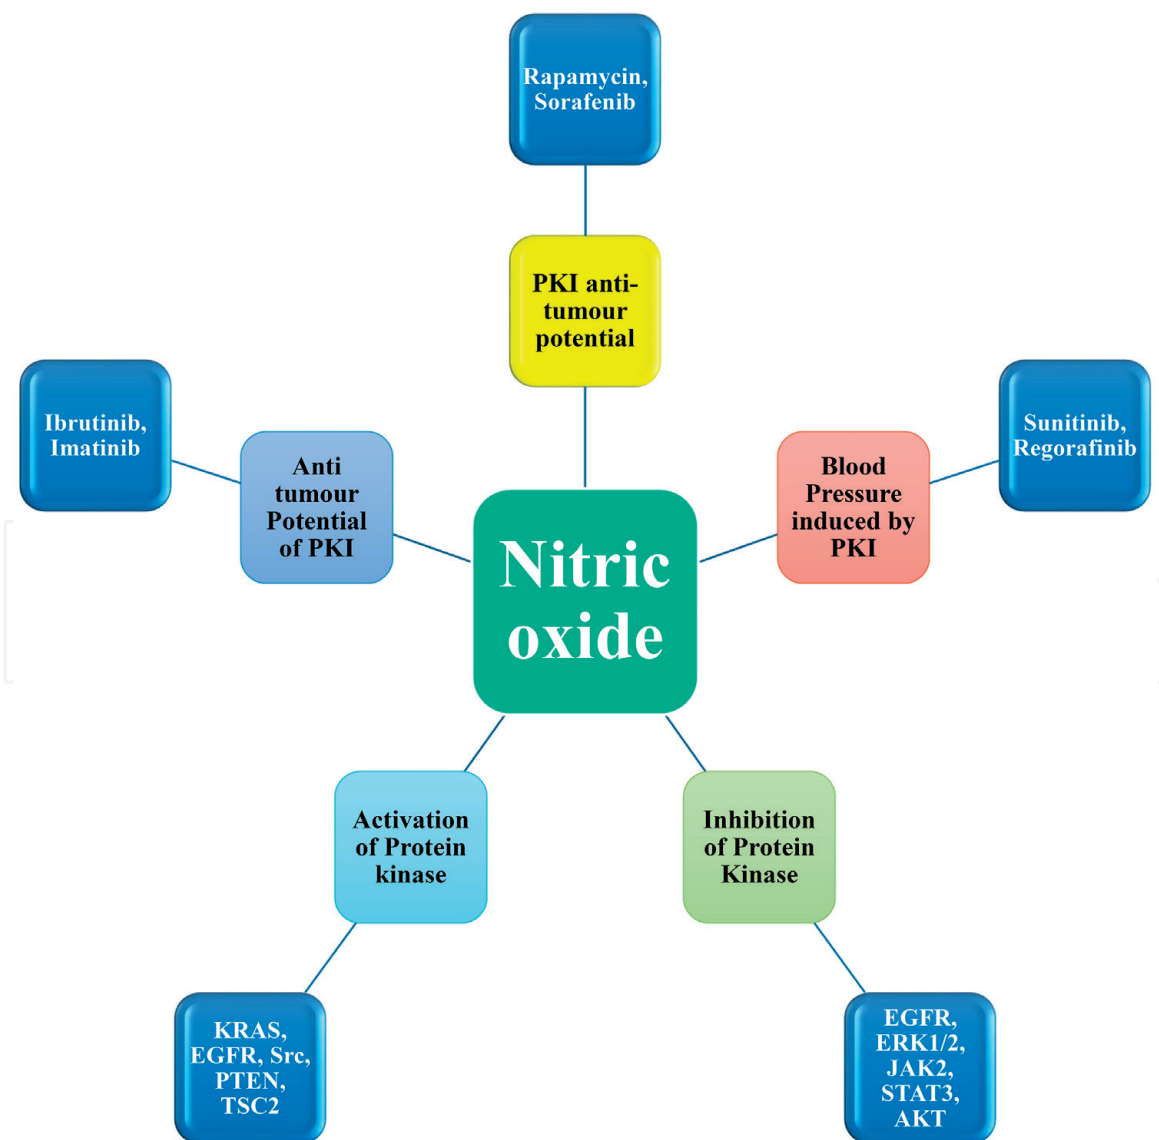 Rapamycin,
Sorafenib
PKI anti-
tumour
potential
Ibrutinib,
Imatinib
Anti
tumour
Potential
of PKI
Blood
Pressure
induced by
PKI
Sunitinib,
Regorafinib
Nitric
oxide
Activation
of Protein
kinase
Inhibition
of Protein
Kinase
KRAS,
EGFR, Src,
PTEN,
TSC2
EGFR,
ERK1/2,
JAK2,
STAT3,
AKT